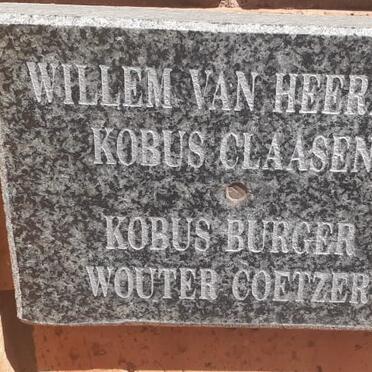 WILLEM VAN HEER
KOBUS CLAASEN
KOBUS BURGER
WOUTER COETZER